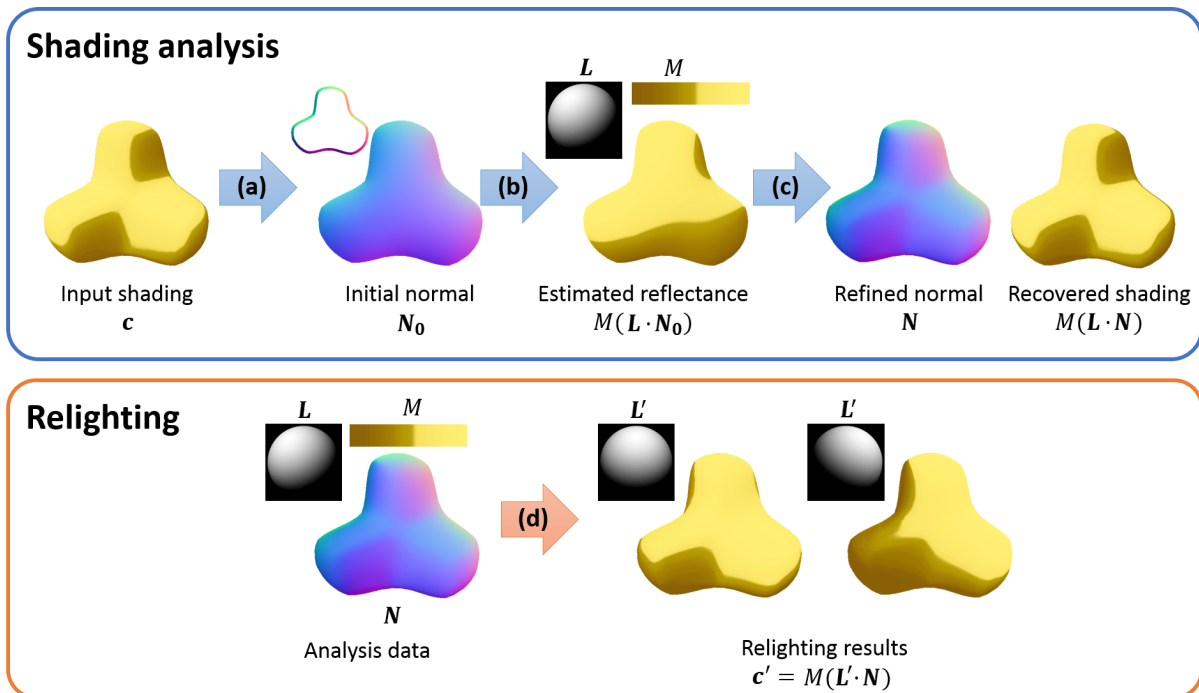 Shading analysis
L M
(a) (b) (c)
Input shading Initial normal Estimated reflectance Refined normal Recovered shading
c N₀ M(L · N₀) N M(L · N)
Relighting
L M L′ L′
(d)
N
Analysis data Relighting results
c′ = M(L′· N)